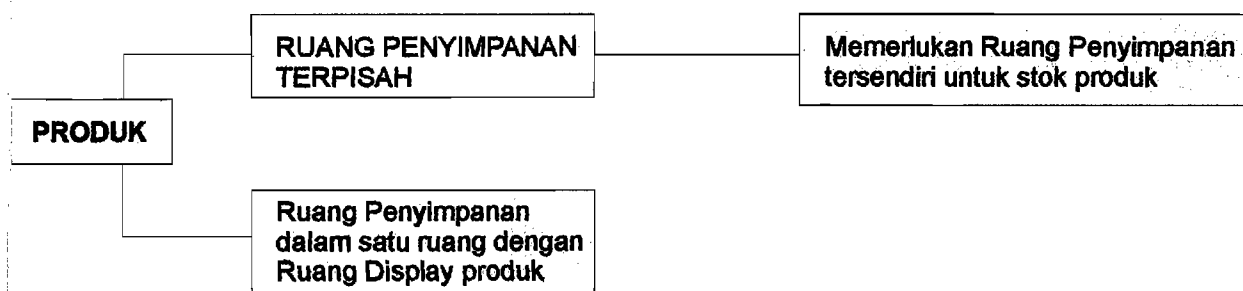 RUANG PENYIMPANAN
TERPISAH
Memerlukan Ruang Penyimpanan
tersendiri untuk stok produk
PRODUK
Ruang Penyimpanan
dalam satu ruang dengan
Ruang Display produk